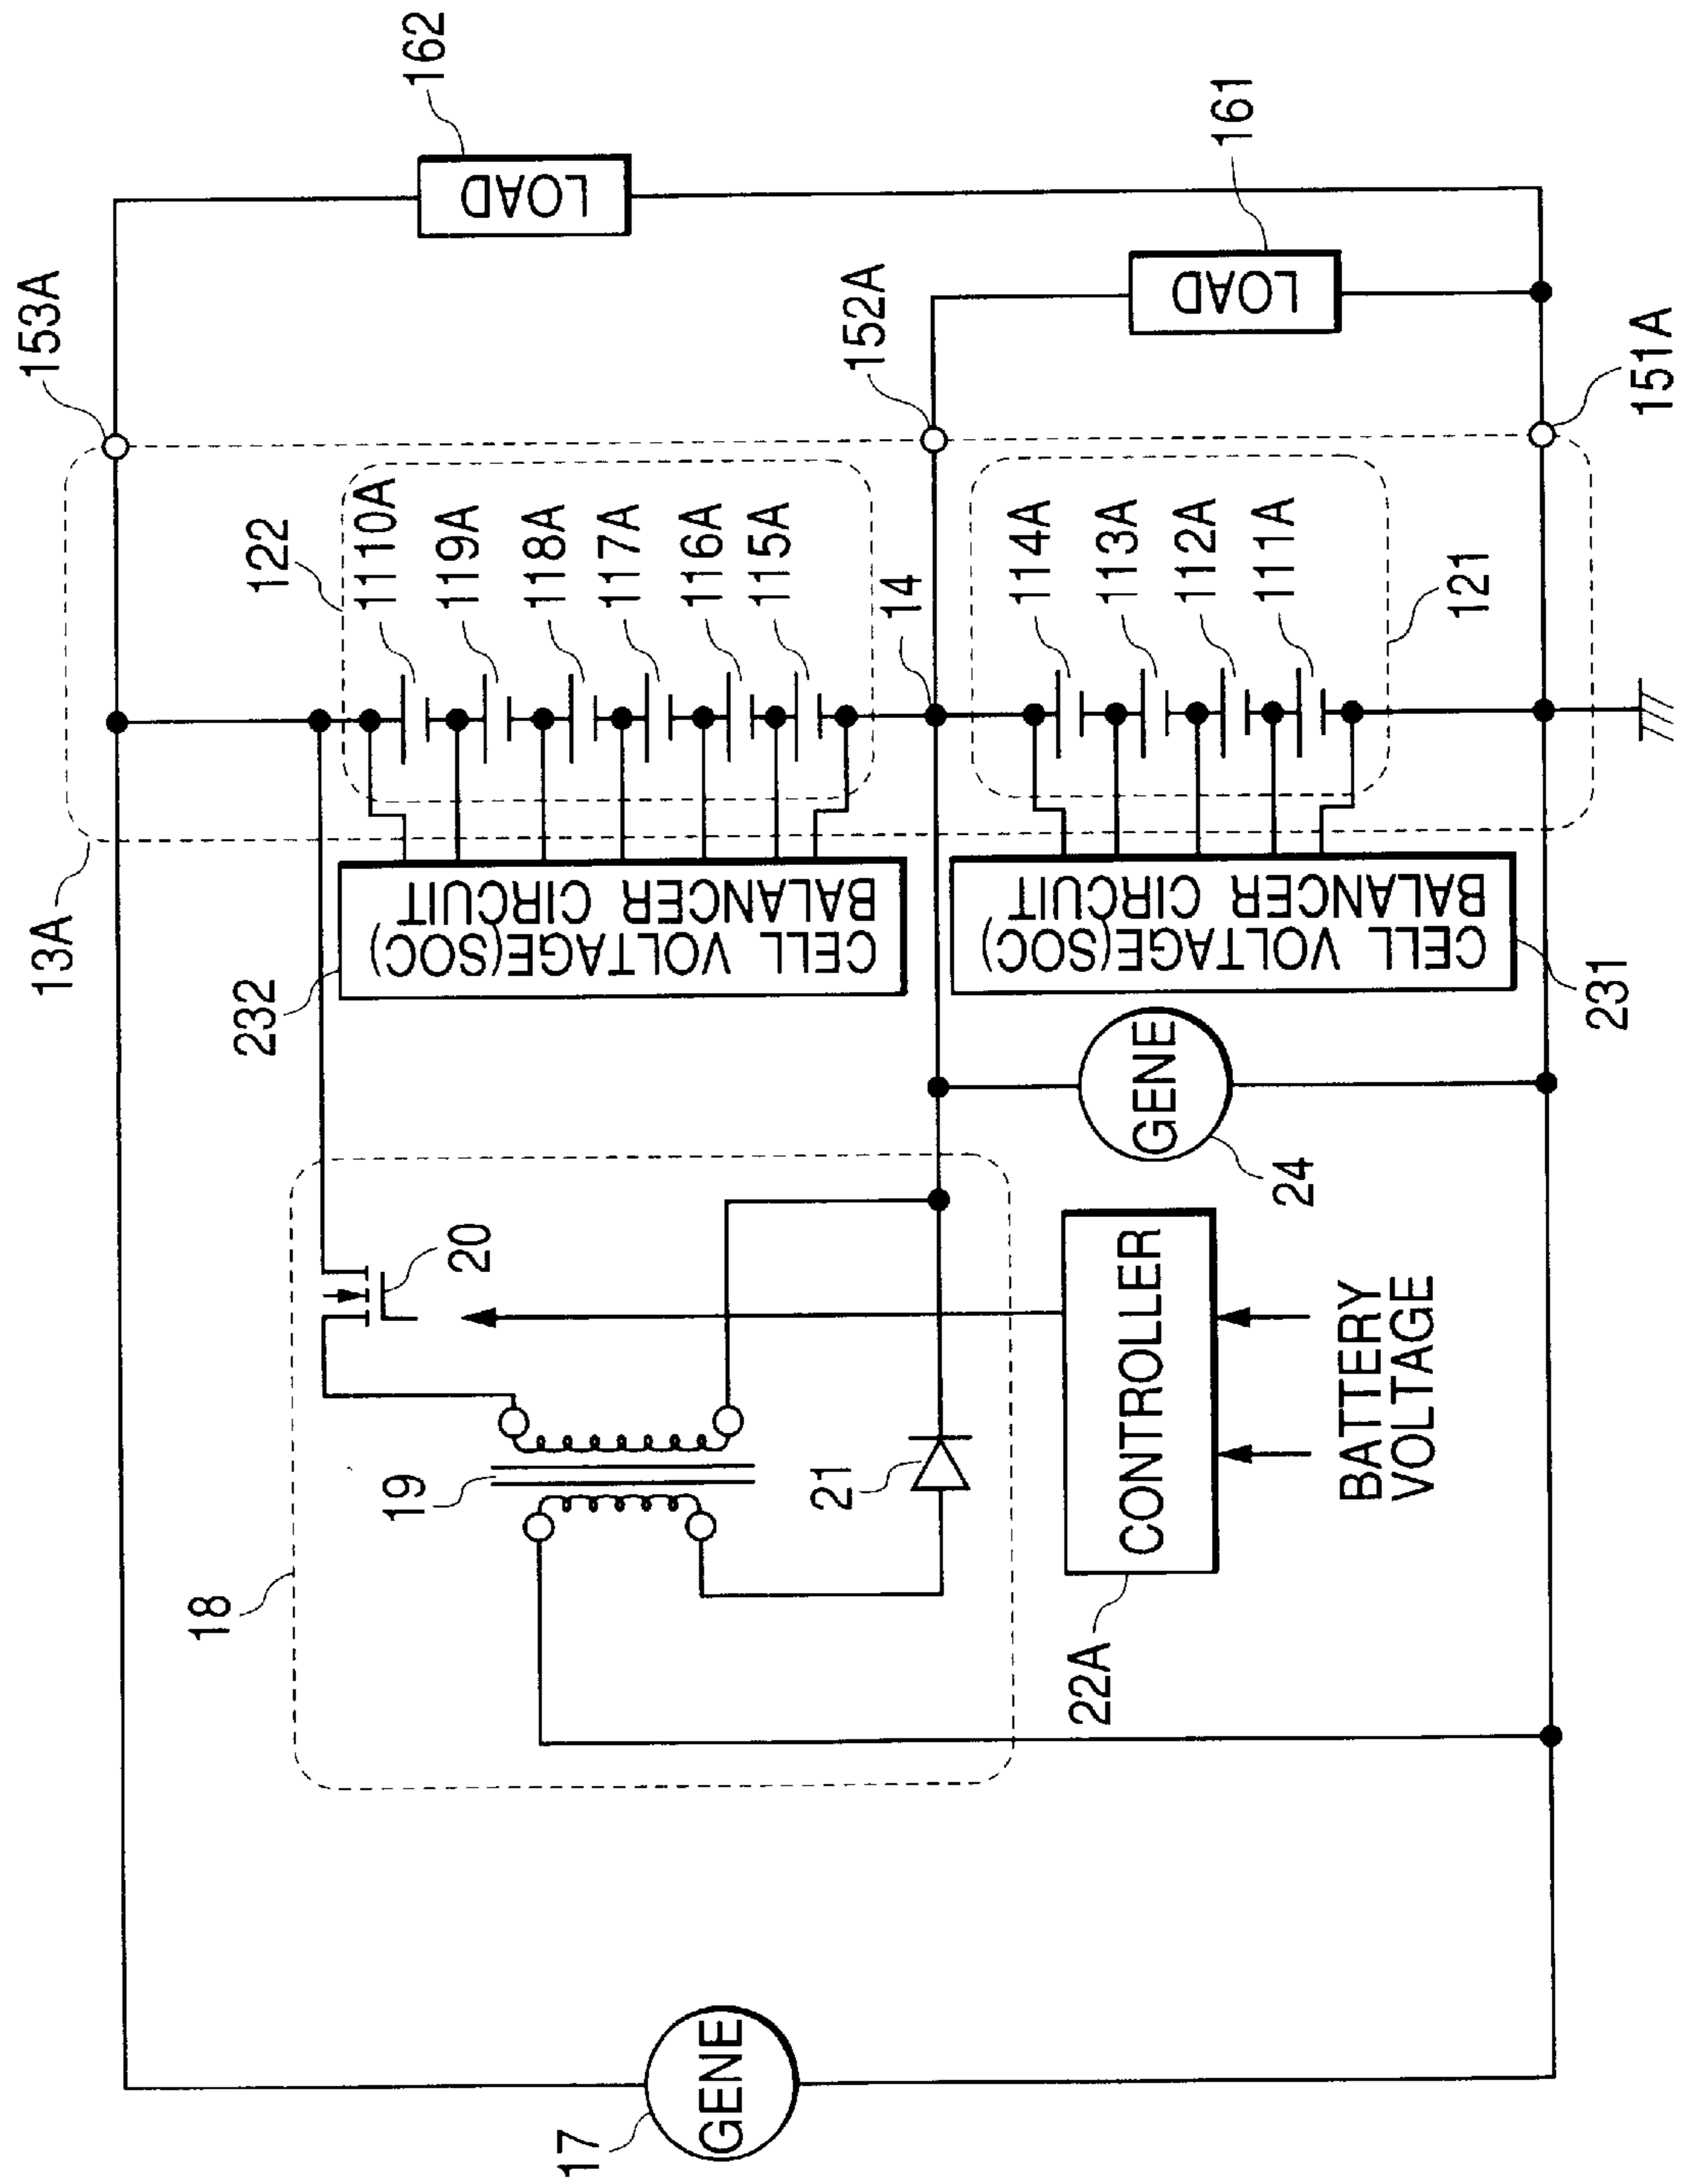 162
LOAD
161
LOAD
153A
152A
151A
122
1110A
119A
118A
117A
116A
115A
14
114A
113A
112A
111A
121
13A
CELL VOLTAGE(SOC)
BALANCER CIRCUIT
232
CELL VOLTAGE(SOC)
BALANCER CIRCUIT
231
GENE
24
20
19
21
18
CONTROLLER
22A
BATTERY
VOLTAGE
GENE
17